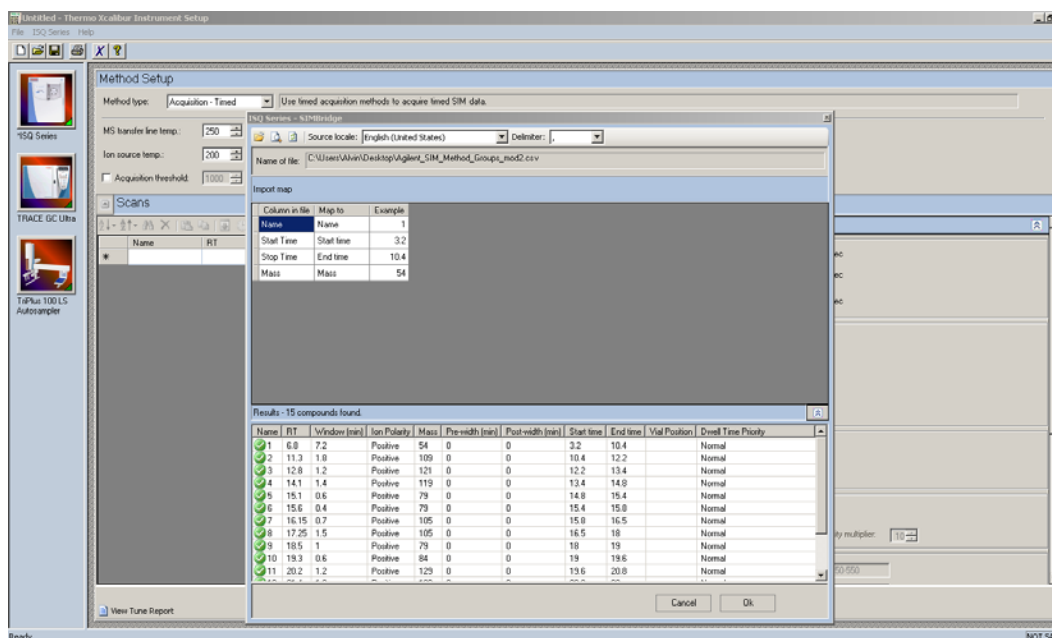 Untitled - Thermo Xcalibur Instrument Setup
File ISQ Series Help
Method Setup
Method type: Acquisition - Timed Use timed acquisition methods to acquire timed SIM data.
ISQ Series - SIMBridge
MS transfer line temp.: 250
Source locale: English (United States) Delimiter: ,
*ISQ Series
Ion source temp.: 200
Name of file: C:\Users\Alvin\Desktop\Agilent_SIM_Method_Groups_mod2.csv
Acquisition threshold: 1000
Import map
Scans
Column in file Map to Example
Name Name 1
Start Time Start time 3.2
Stop Time End time 10.4
Mass Mass 54
TRACE GC Ultra
Name RT
TriPlus 100 LS
Autosampler
Results - 15 compounds found.
Name RT Window (min) Ion Polarity Mass Pre-width (min) Post-width (min) Start time End time Vial Position Dwell Time Priority
1 6.8 7.2 Positive 54 0 0 3.2 10.4 Normal
2 11.3 1.8 Positive 109 0 0 10.4 12.2 Normal
3 12.8 1.2 Positive 121 0 0 12.2 13.4 Normal
4 14.1 1.4 Positive 119 0 0 13.4 14.8 Normal
5 15.1 0.6 Positive 79 0 0 14.8 15.4 Normal
6 15.6 0.4 Positive 79 0 0 15.4 15.8 Normal
7 16.15 0.7 Positive 105 0 0 15.8 16.5 Normal
8 17.25 1.5 Positive 105 0 0 16.5 18 Normal
9 18.5 1 Positive 79 0 0 18 19 Normal
10 19.3 0.6 Positive 84 0 0 19 19.6 Normal
11 20.2 1.2 Positive 129 0 0 19.6 20.8 Normal
multiplier: 10
50-550
Cancel Ok
View Tune Report
Ready